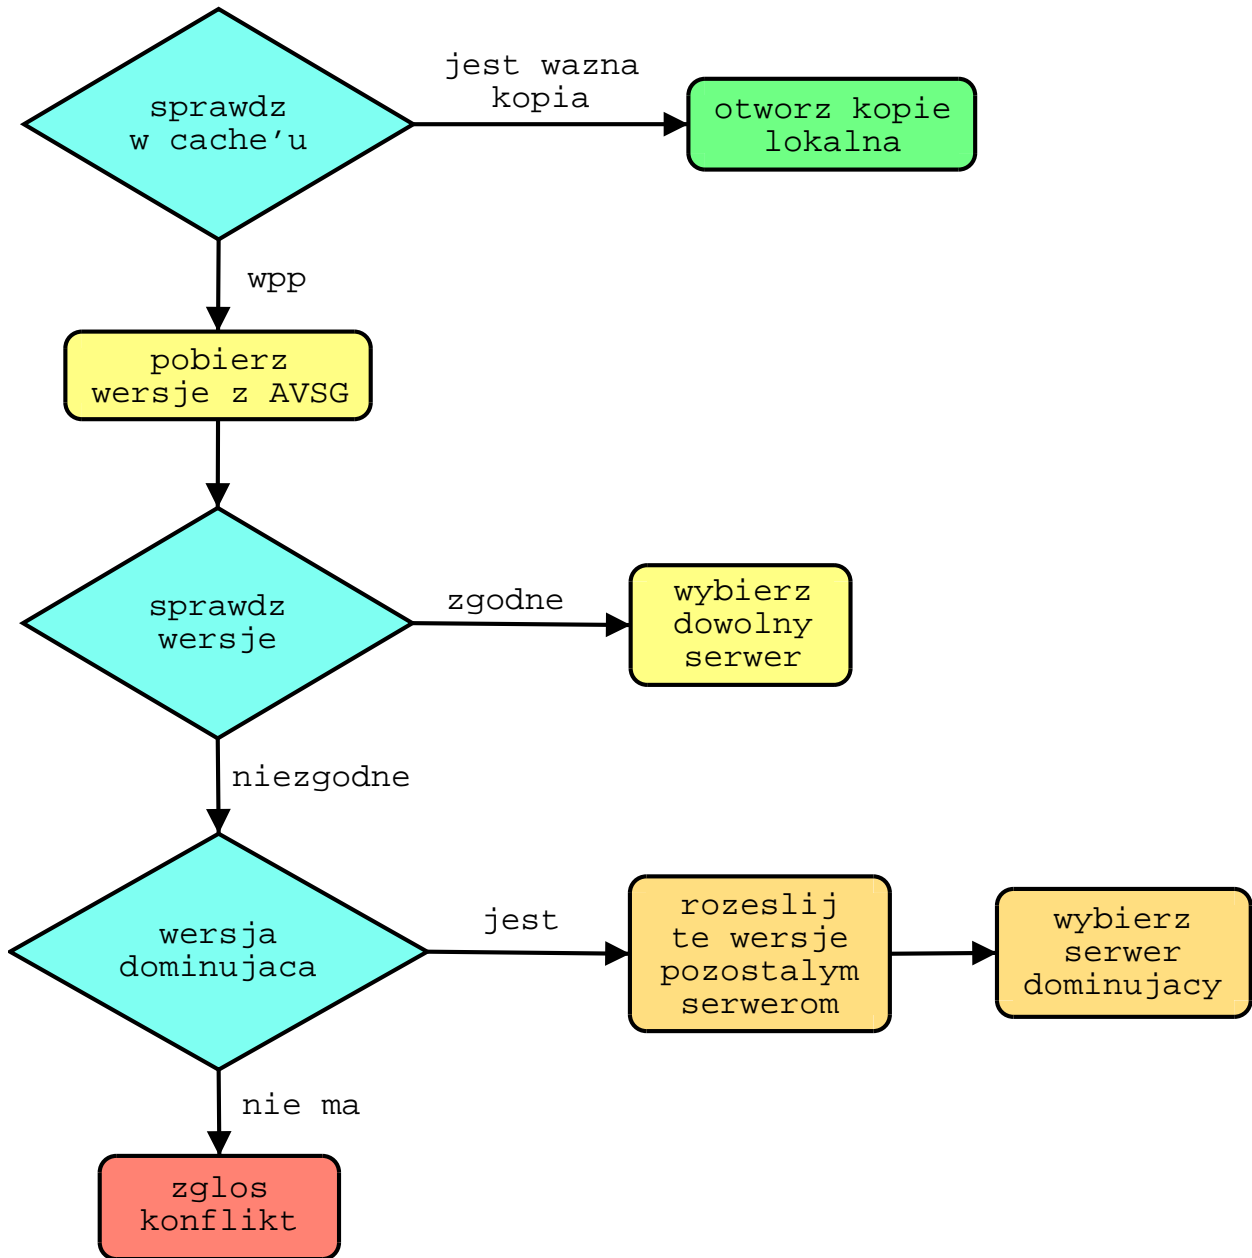 sprawdz
w cache'u
jest wazna
kopia
otworz kopie
lokalna
wpp
pobierz
wersje z AVSG
sprawdz
wersje
zgodne
wybierz
dowolny
serwer
niezgodne
wersja
dominujaca
jest
rozeslij
te wersje
pozostalym
serwerom
wybierz
serwer
dominujacy
nie ma
zglos
konflikt